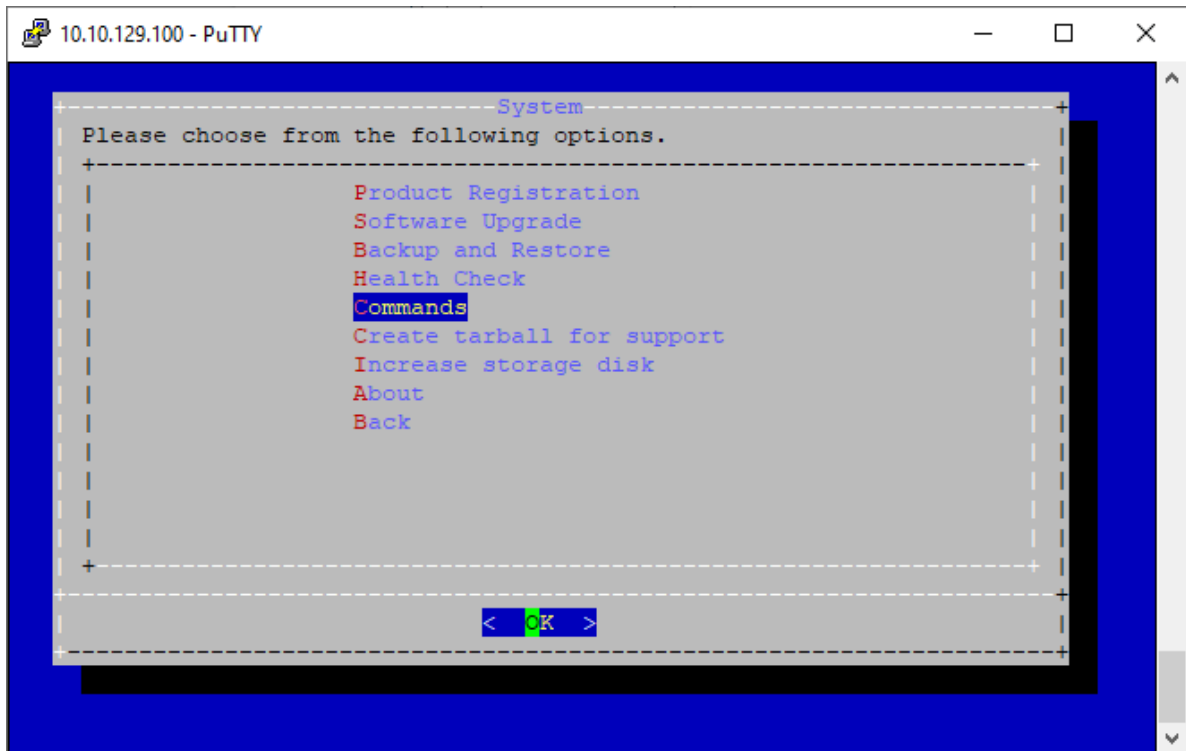 10.10.129.100 - PuTTY
System
Please choose from the following options.
Product Registration
Software Upgrade
Backup and Restore
Health Check
Commands
Create tarball for support
Increase storage disk
About
Back
< OK >